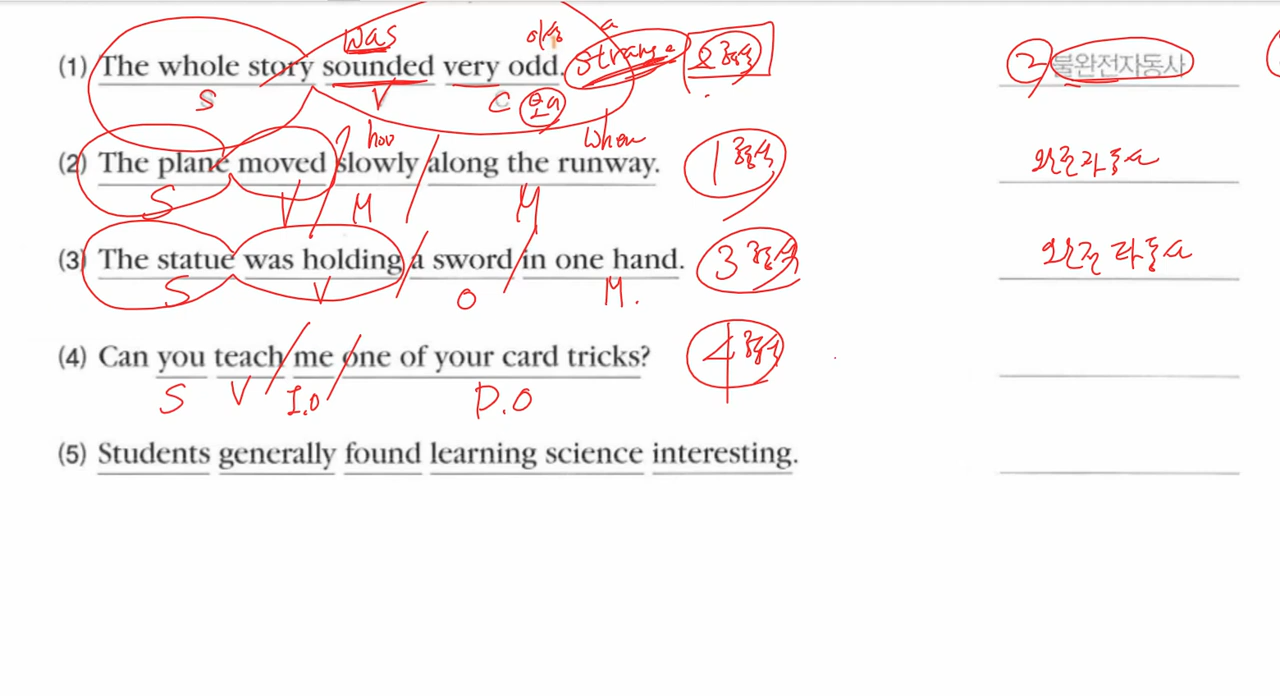 was 이상
(1) The whole story sounded very odd. strange 2형식 2 불완전자동사
S V C
how when
(2) The plane moved slowly along the runway. 1형식 완전자동사
S V M M
(3) The statue was holding a sword in one hand. 3형식 완전타동사
S V O M.
(4) Can you teach me one of your card tricks? 4형식
S V I.O D.O
(5) Students generally found learning science interesting.